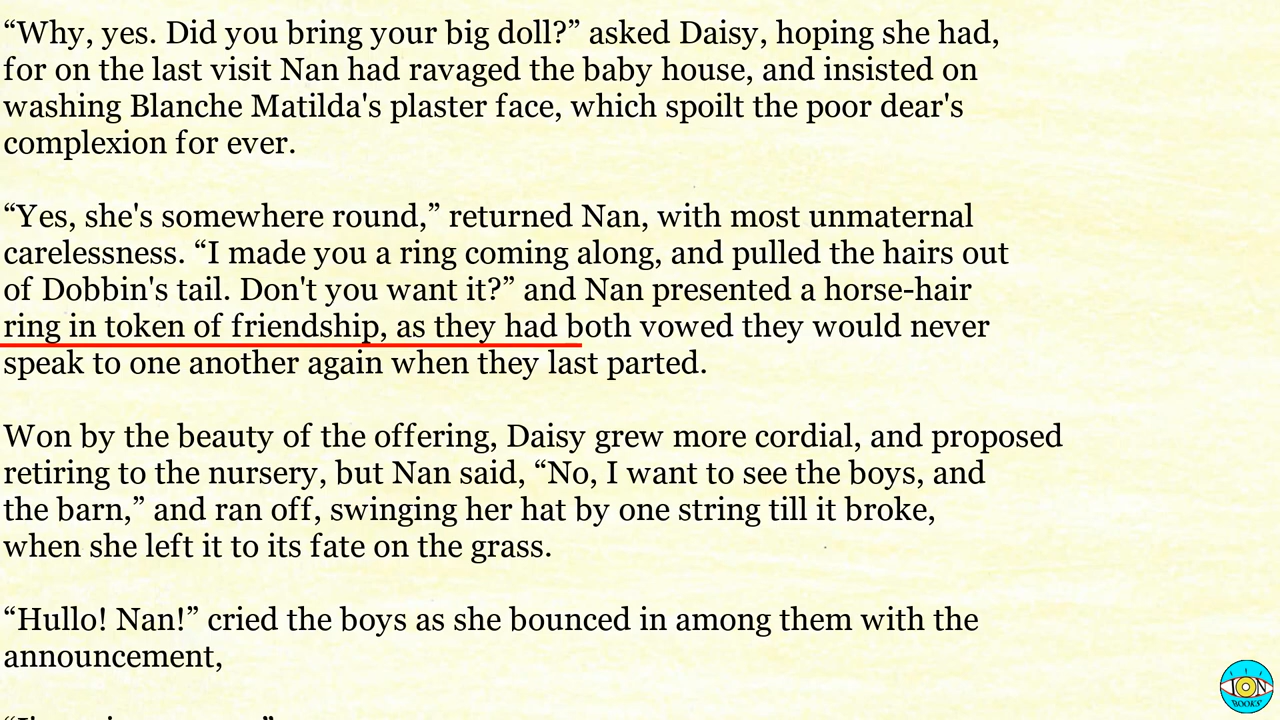 “Why, yes. Did you bring your big doll?” asked Daisy, hoping she had,
for on the last visit Nan had ravaged the baby house, and insisted on
washing Blanche Matilda's plaster face, which spoilt the poor dear's
complexion for ever.
“Yes, she's somewhere round,” returned Nan, with most unmaternal
carelessness. “I made you a ring coming along, and pulled the hairs out
of Dobbin's tail. Don't you want it?” and Nan presented a horse-hair
ring in token of friendship, as they had both vowed they would never
speak to one another again when they last parted.
Won by the beauty of the offering, Daisy grew more cordial, and proposed
retiring to the nursery, but Nan said, “No, I want to see the boys, and
the barn,” and ran off, swinging her hat by one string till it broke,
when she left it to its fate on the grass.
“Hullo! Nan!” cried the boys as she bounced in among them with the
announcement,
ION
BOOKS